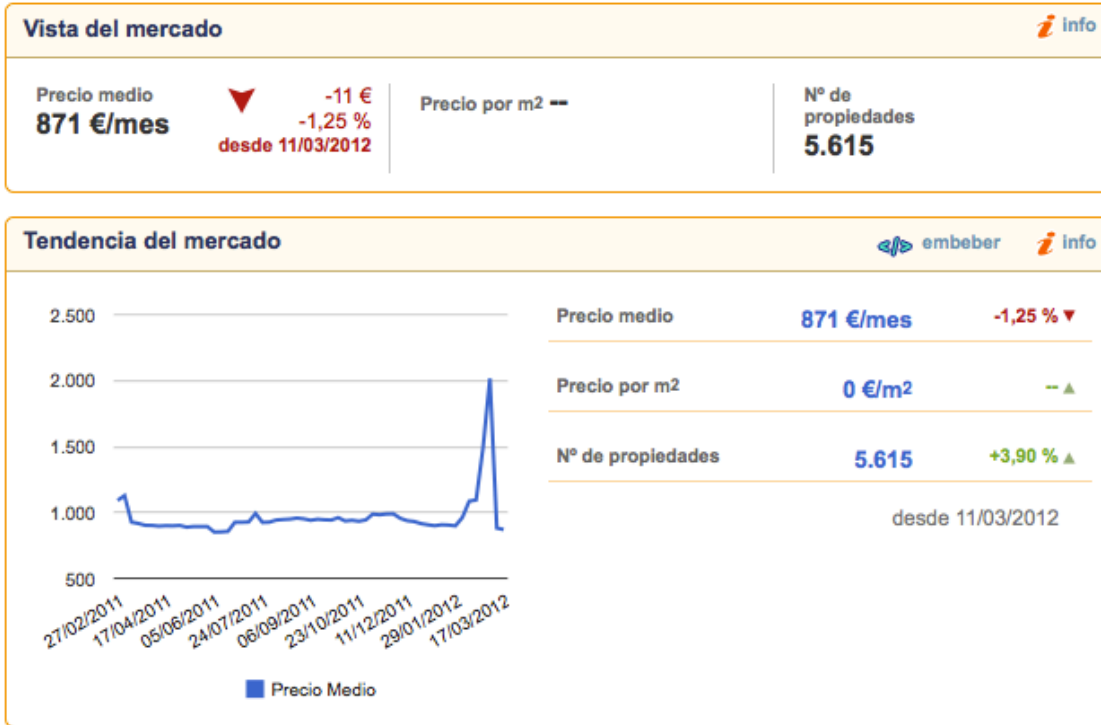 Vista del mercado
info
Precio medio
871 €/mes
-11 €
-1,25 %
desde 11/03/2012
Precio por m2 --
Nº de
propiedades
5.615
Tendencia del mercado
embeber
info
2.500
2.000
1.500
1.000
500
27/02/2011
17/04/2011
05/06/2011
24/07/2011
06/09/2011
23/10/2011
11/12/2011
29/01/2012
17/03/2012
Precio Medio
Precio medio 871 €/mes -1,25 % ▼
Precio por m2 0 €/m2 -- ▲
Nº de propiedades 5.615 +3,90 % ▲
desde 11/03/2012